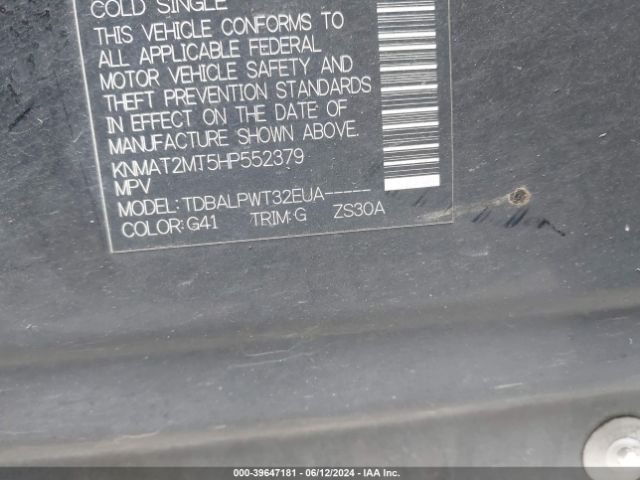 COLD SINGLE
THIS VEHICLE CONFORMS TO
ALL APPLICABLE FEDERAL
MOTOR VEHICLE SAFETY AND
THEFT PREVENTION STANDARDS
IN EFFECT ON THE DATE OF
MANUFACTURE SHOWN ABOVE.
KNMAT2MT5HP552379
MPV
MODEL:TDBALPWT32EUA-----
COLOR:G41 TRIM:G ZS30A
000-39647181 - 06/12/2024 - IAA Inc.